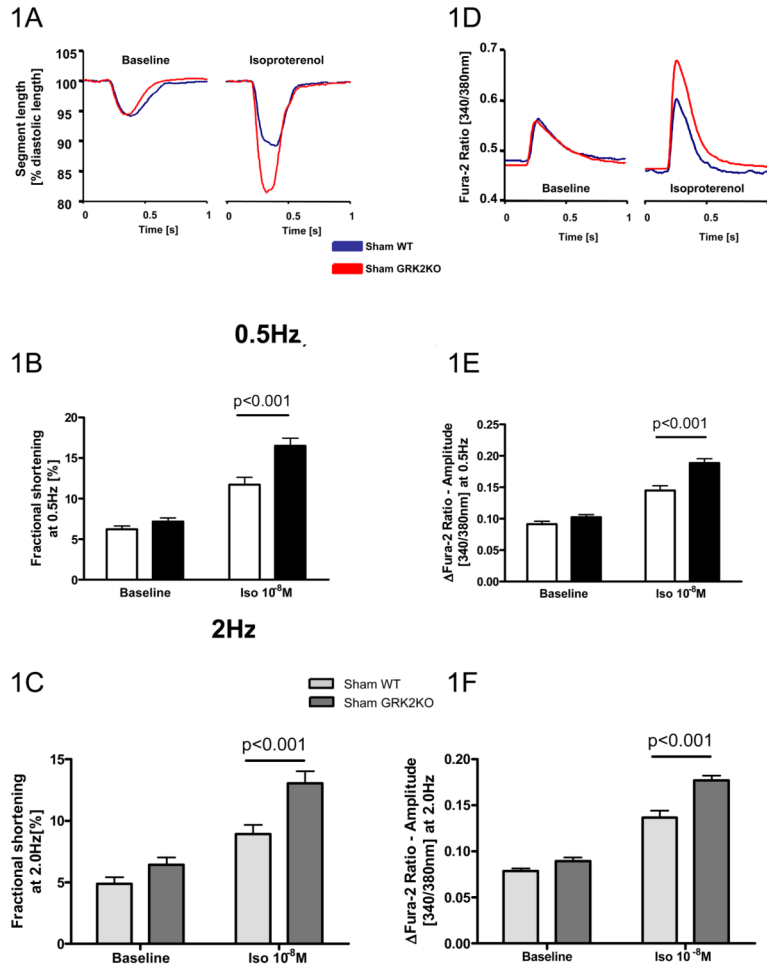 1A
105
100
95
90
85
80
Segment length
[% diastolic length]
Baseline
Isoproterenol
0
0.5
1
0
0.5
1
Time [s]
Time [s]
1D
0.7
0.6
0.5
0.4
Fura-2 Ratio [340/380nm]
Baseline
Isoproterenol
0
0.5
1
0
0.5
1
Time [s]
Time [s]
Sham WT
Sham GRK2KO
0.5Hz
1B
20
15
10
5
0
Fractional shortening
at 0.5Hz [%]
p<0.001
Baseline
Iso 10⁻⁸M
1E
0.25
0.20
0.15
0.10
0.05
0.00
ΔFura-2 Ratio - Amplitude
[340/380nm] at 0.5Hz
p<0.001
Baseline
Iso 10⁻⁸M
2Hz
1C
Sham WT
Sham GRK2KO
15
10
5
0
Fractional shortening
at 2.0Hz[%]
p<0.001
Baseline
Iso 10⁻⁸M
1F
0.20
0.15
0.10
0.05
0.00
ΔFura-2 Ratio - Amplitude
[340/380nm] at 2.0Hz
p<0.001
Baseline
Iso 10⁻⁸M